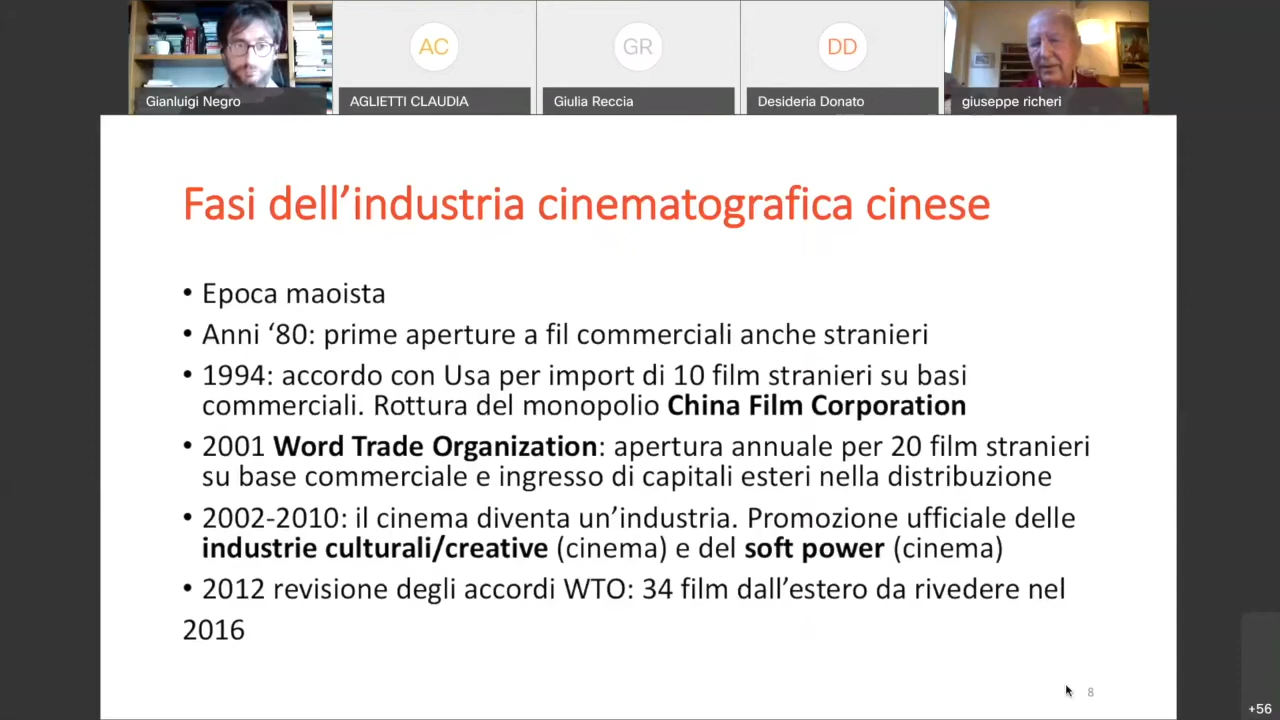 AC
GR
DD
Gianluigi Negro
AGLIETTI CLAUDIA
Giulia Reccia
Desideria Donato
giuseppe richeri
Fasi dell’industria cinematografica cinese
• Epoca maoista
• Anni ‘80: prime aperture a fil commerciali anche stranieri
• 1994: accordo con Usa per import di 10 film stranieri su basi
commerciali. Rottura del monopolio China Film Corporation
• 2001 Word Trade Organization: apertura annuale per 20 film stranieri
su base commerciale e ingresso di capitali esteri nella distribuzione
• 2002-2010: il cinema diventa un’industria. Promozione ufficiale delle
industrie culturali/creative (cinema) e del soft power (cinema)
• 2012 revisione degli accordi WTO: 34 film dall’estero da rivedere nel
2016
8
+56